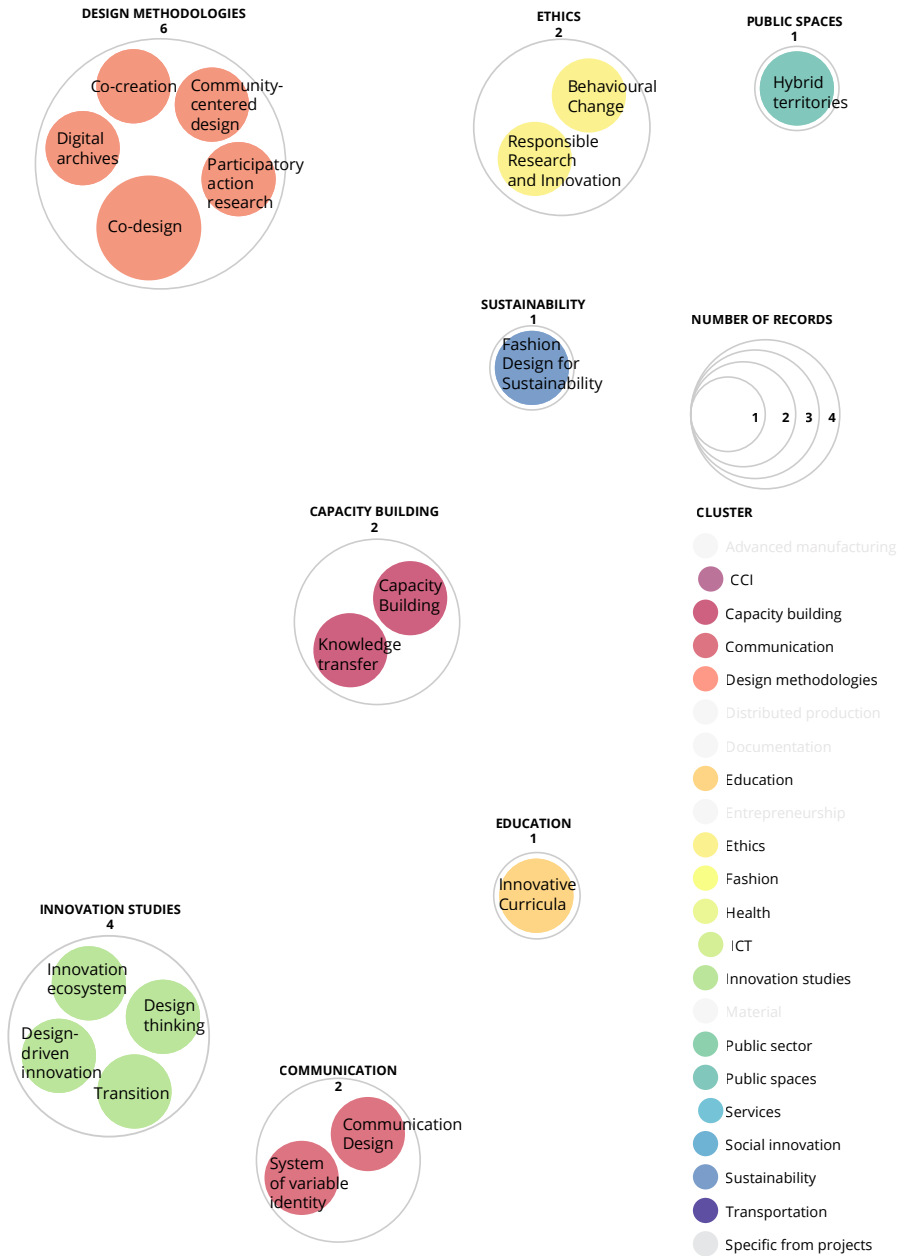 DESIGN METHODOLOGIES
6
Co-creation
Community-
centered
design
Digital
archives
Participatory
action
research
Co-design
ETHICS
2
Behavioural
Change
Responsible
Research
and Innovation
PUBLIC SPACES
1
Hybrid
territories
SUSTAINABILITY
1
Fashion
Design for
Sustainability
NUMBER OF RECORDS
1 2 3 4
CAPACITY BUILDING
2
Capacity
Building
Knowledge
transfer
EDUCATION
1
Innovative
Curricula
INNOVATION STUDIES
4
Innovation
ecosystem
Design
thinking
Design-
driven
innovation
Transition
COMMUNICATION
2
Communication
Design
System
of variable
identity
CLUSTER
Advanced manufacturing
CCI
Capacity building
Communication
Design methodologies
Distributed production
Documentation
Education
Entrepreneurship
Ethics
Fashion
Health
ICT
Innovation studies
Material
Public sector
Public spaces
Services
Social innovation
Sustainability
Transportation
Specific from projects